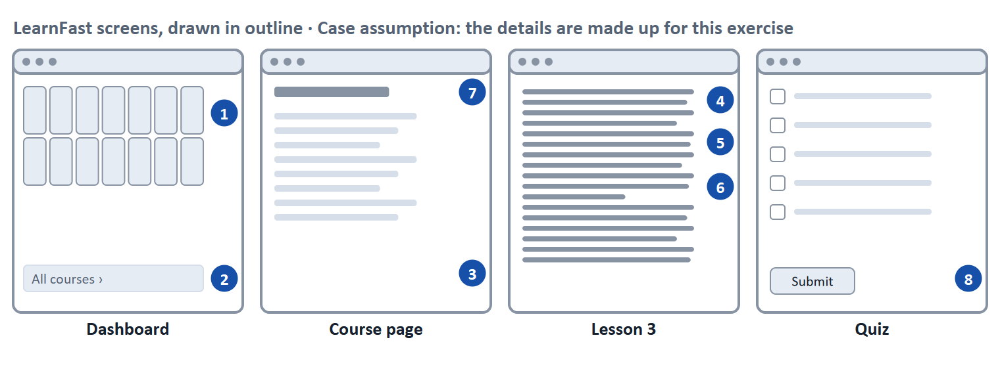 LearnFast screens, drawn in outline · Case assumption: the details are made up for this exercise
1
2
All courses ›
Dashboard
7
3
Course page
4
5
6
Lesson 3
8
Submit
Quiz